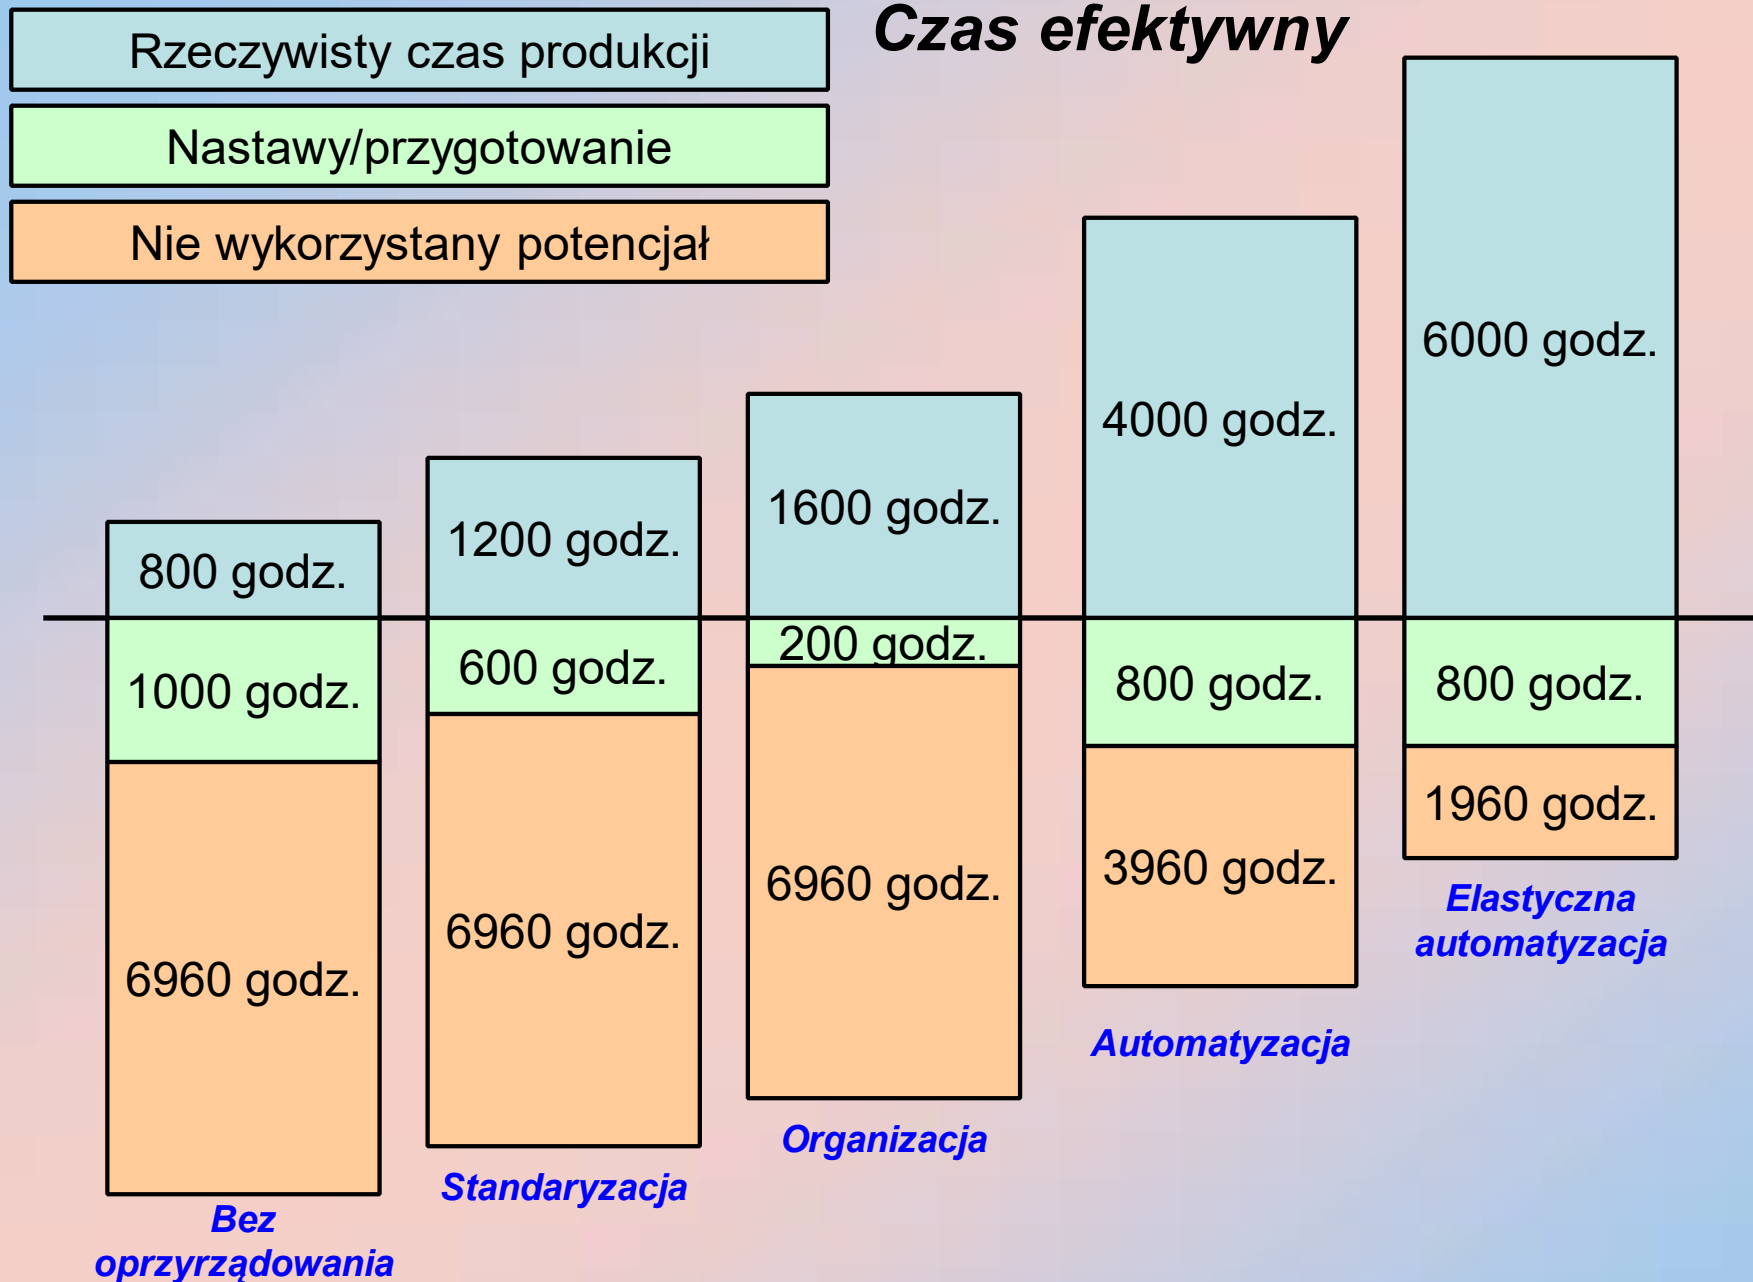 Czas efektywny
Rzeczywisty czas produkcji
Nastawy/przygotowanie
Nie wykorzystany potencjał
800 godz.
1000 godz.
6960 godz.
Bez
oprzyrządowania
1200 godz.
600 godz.
6960 godz.
Standaryzacja
1600 godz.
200 godz.
6960 godz.
Organizacja
4000 godz.
800 godz.
3960 godz.
Automatyzacja
6000 godz.
800 godz.
1960 godz.
Elastyczna
automatyzacja